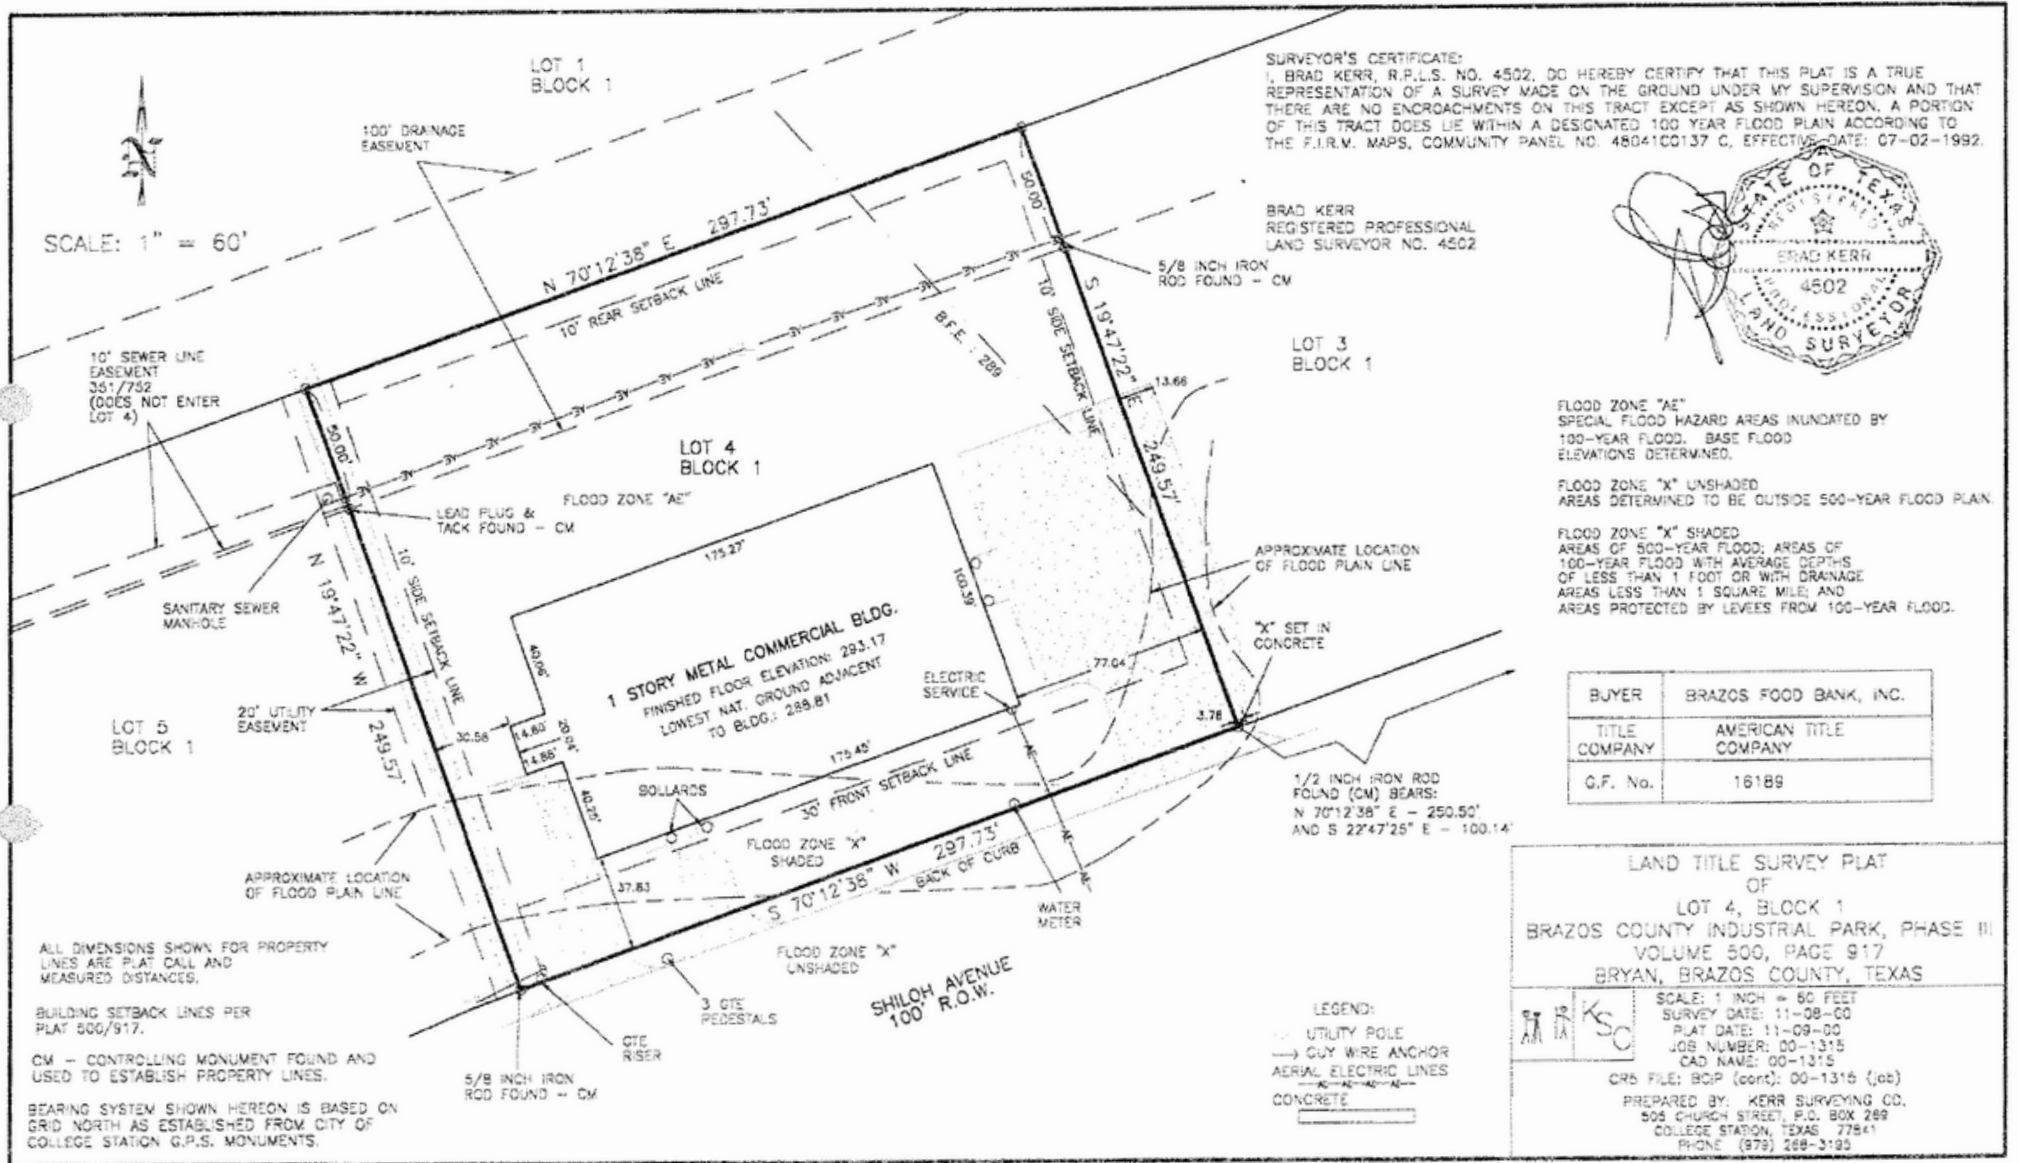 LOT 1
BLOCK 1
100' DRAINAGE
EASEMENT
SCALE: 1" = 60'
SURVEYOR'S CERTIFICATE:
I, BRAD KERR, R.P.L.S. NO. 4502, DO HEREBY CERTIFY THAT THIS PLAT IS A TRUE
REPRESENTATION OF A SURVEY MADE ON THE GROUND UNDER MY SUPERVISION AND THAT
THERE ARE NO ENCROACHMENTS ON THIS TRACT EXCEPT AS SHOWN HEREON. A PORTION
OF THIS TRACT DOES LIE WITHIN A DESIGNATED 100 YEAR FLOOD PLAIN ACCORDING TO
THE F.I.R.M. MAPS, COMMUNITY PANEL NO. 48041C0137 C, EFFECTIVE DATE: 07-02-1992.
BRAD KERR
REGISTERED PROFESSIONAL
LAND SURVEYOR NO. 4502
STATE OF TEXAS
REGISTERED
BRAD KERR
4502
PROFESSIONAL
LAND SURVEYOR
N 70°12'38" E 297.73'
10' REAR SETBACK LINE
50.00'
5/8 INCH IRON
ROD FOUND - CM
S 19°47'22" E 249.57'
10' SIDE SETBACK LINE
B.F.E. : 289
LOT 3
BLOCK 1
13.66
10' SEWER LINE
EASEMENT
351/752
(DOES NOT ENTER
LOT 4)
50.00'
LOT 4
BLOCK 1
FLOOD ZONE "AE"
LEAD PLUG &
TACK FOUND - CM
SANITARY SEWER
MANHOLE
N 19°47'22" W 249.57'
10' SIDE SETBACK LINE
175.27'
100.39'
40.06'
1 STORY METAL COMMERCIAL BLDG.
FINISHED FLOOR ELEVATION: 293.17
LOWEST NAT. GROUND ADJACENT
TO BLDG.: 288.81
ELECTRIC
SERVICE
77.04
APPROXIMATE LOCATION
OF FLOOD PLAIN LINE
"X" SET IN
CONCRETE
3.78
20' UTILITY
EASEMENT
LOT 5
BLOCK 1
30.58
14.80'
20.04'
14.88'
40.25'
175.45'
BOLLARDS
30' FRONT SETBACK LINE
FLOOD ZONE "X"
SHADED
37.83
S 70°12'38" W 297.73'
BACK OF CURB
WATER
METER
1/2 INCH IRON ROD
FOUND (CM) BEARS:
N 70°12'38" E - 250.50'
AND S 22°47'25" E - 100.14'
APPROXIMATE LOCATION
OF FLOOD PLAIN LINE
FLOOD ZONE "X"
UNSHADED
3 GTE
PEDESTALS
GTE
RISER
5/8 INCH IRON
ROD FOUND - CM
SHILOH AVENUE
100' R.O.W.
ALL DIMENSIONS SHOWN FOR PROPERTY
LINES ARE PLAT CALL AND
MEASURED DISTANCES.
BUILDING SETBACK LINES PER
PLAT 500/917.
CM - CONTROLLING MONUMENT FOUND AND
USED TO ESTABLISH PROPERTY LINES.
BEARING SYSTEM SHOWN HEREON IS BASED ON
GRID NORTH AS ESTABLISHED FROM CITY OF
COLLEGE STATION G.P.S. MONUMENTS.
FLOOD ZONE "AE"
SPECIAL FLOOD HAZARD AREAS INUNDATED BY
100-YEAR FLOOD. BASE FLOOD
ELEVATIONS DETERMINED.
FLOOD ZONE "X" UNSHADED
AREAS DETERMINED TO BE OUTSIDE 500-YEAR FLOOD PLAIN.
FLOOD ZONE "X" SHADED
AREAS OF 500-YEAR FLOOD; AREAS OF
100-YEAR FLOOD WITH AVERAGE DEPTHS
OF LESS THAN 1 FOOT OR WITH DRAINAGE
AREAS LESS THAN 1 SQUARE MILE; AND
AREAS PROTECTED BY LEVEES FROM 100-YEAR FLOOD.
BUYER BRAZOS FOOD BANK, INC.
TITLE COMPANY AMERICAN TITLE COMPANY
G.F. No. 16189
LEGEND:
UTILITY POLE
GUY WIRE ANCHOR
AERIAL ELECTRIC LINES
AE AE AE AE
CONCRETE
LAND TITLE SURVEY PLAT
OF
LOT 4, BLOCK 1
BRAZOS COUNTY INDUSTRIAL PARK, PHASE III
VOLUME 500, PAGE 917
BRYAN, BRAZOS COUNTY, TEXAS
KSC
SCALE: 1 INCH = 60 FEET
SURVEY DATE: 11-08-00
PLAT DATE: 11-09-00
JOB NUMBER: 00-1315
CAD NAME: 00-1315
CR5 FILE: BCIP (cont); 00-1315 (job)
PREPARED BY: KERR SURVEYING CO.
505 CHURCH STREET, P.O. BOX 269
COLLEGE STATION, TEXAS 77841
PHONE (979) 268-3195